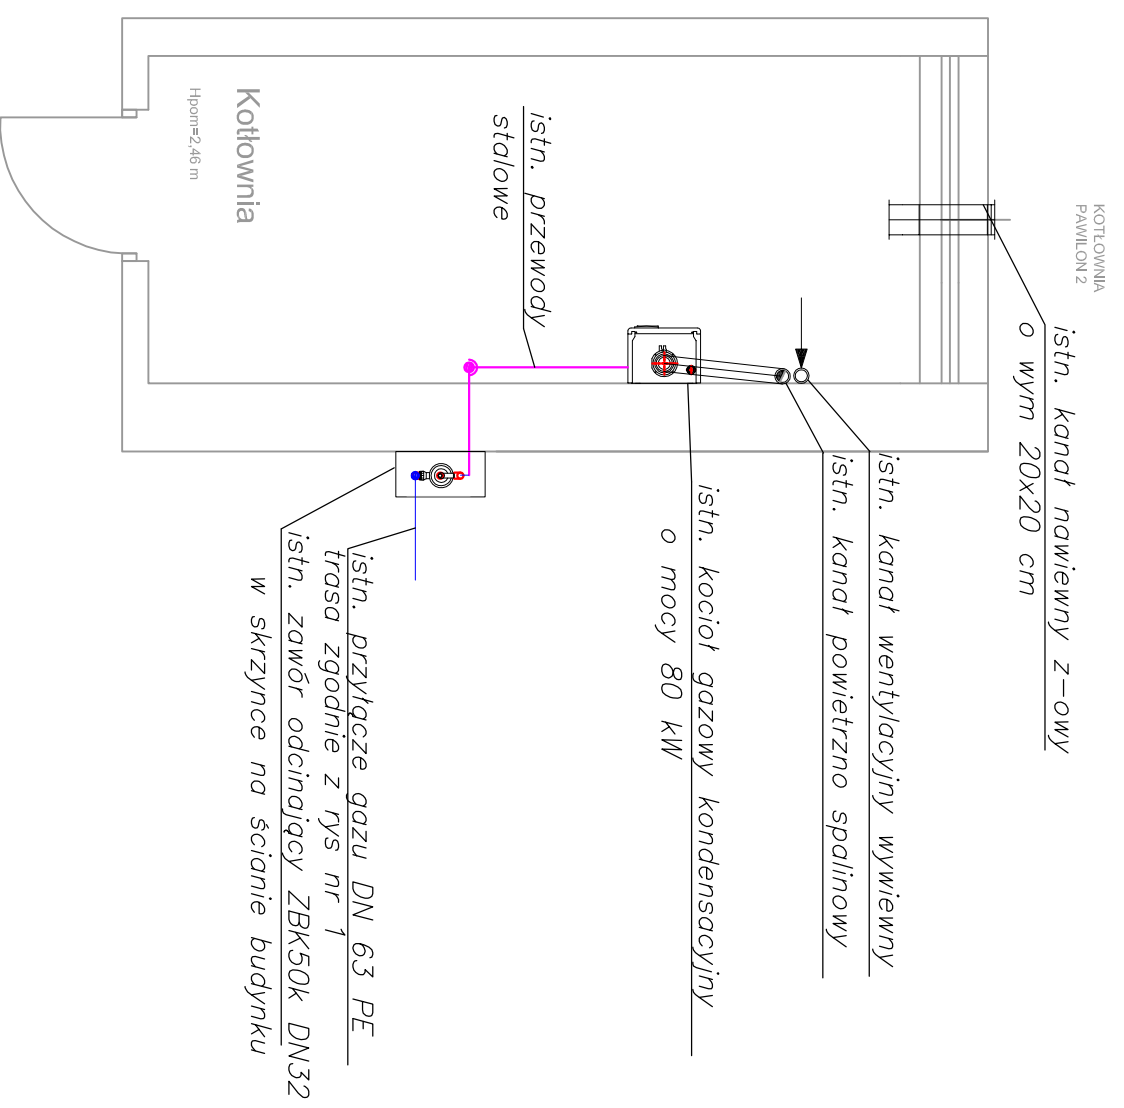 KOTŁOWNIA
PAWILON 2
istn. kanał nawiewny z-owy
o wym 20x20 cm
istn. kanał wentylacyjny wywiewny
istn. kanał powietrzno spalinowy
istn. kocioł gazowy kondensacyjny
o mocy 80 kW
istn. przewody
stalowe
Kotłownia
Hpom=2,46 m
istn. przyłącze gazu DN 63 PE
trasa zgodnie z rys nr 1
istn. zawór odcinający ZBK50k DN32
w skrzynce na ścianie budynku